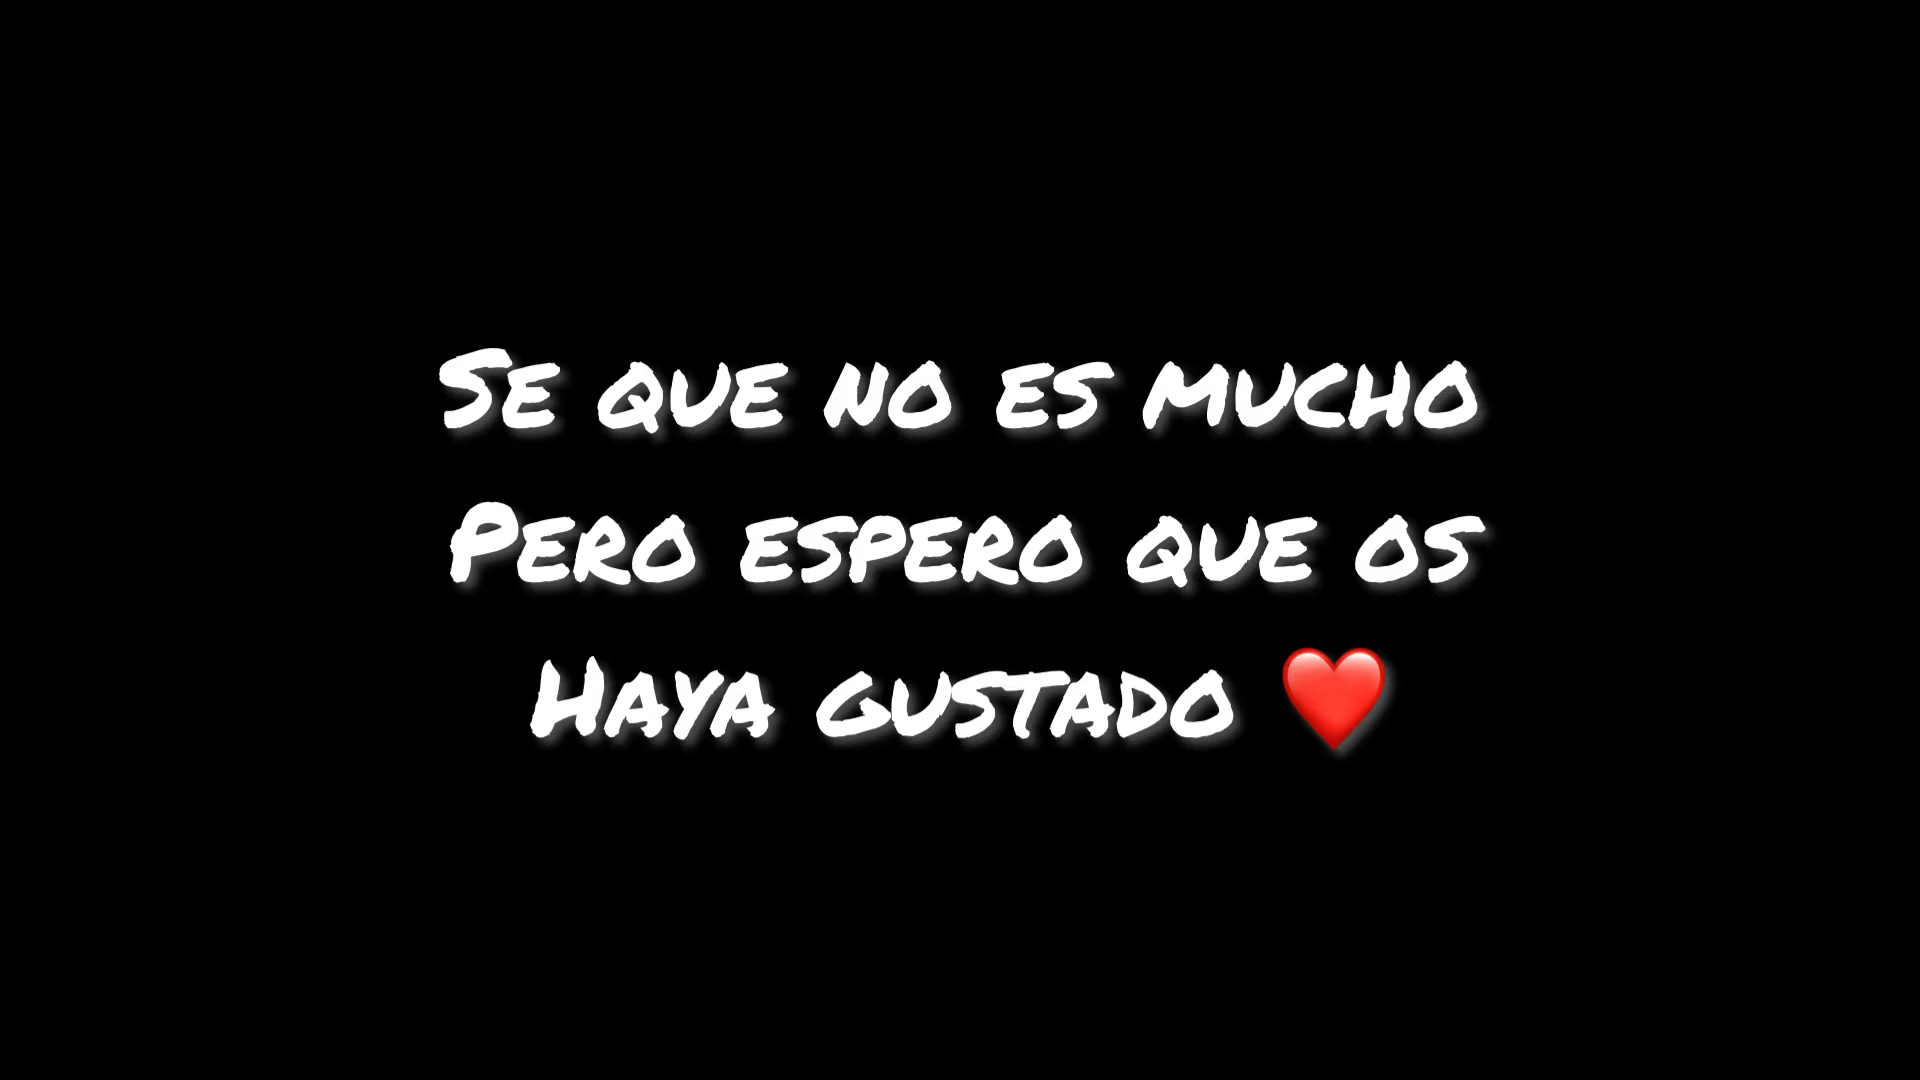 Se que no es mucho
Pero espero que os
Haya gustado ❤️